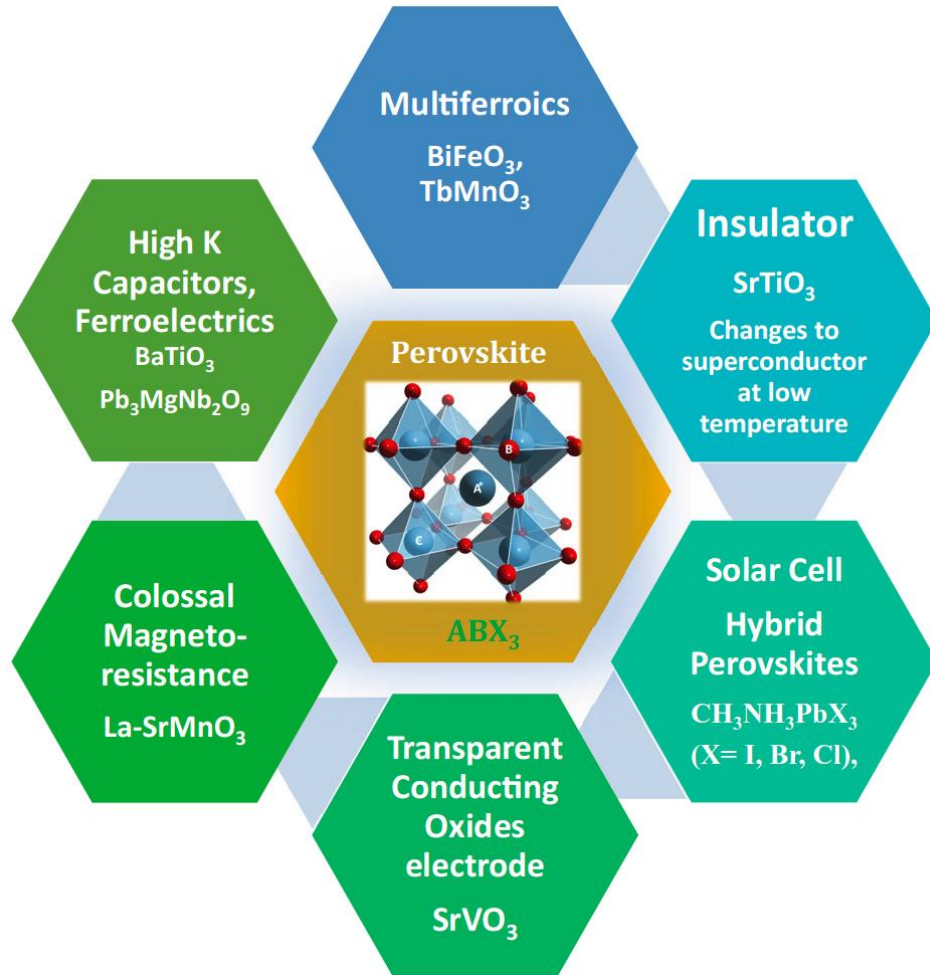 Multiferroics
BiFeO₃,
TbMnO₃
Insulator
SrTiO₃
Changes to
superconductor
at low
temperature
Solar Cell
Hybrid
Perovskites
CH₃NH₃PbX₃
(X= I, Br, Cl),
Transparent
Conducting
Oxides
electrode
SrVO₃
Colossal
Magneto-
resistance
La-SrMnO₃
High K
Capacitors,
Ferroelectrics
BaTiO₃
Pb₃MgNb₂O₉
Perovskite
B
A
C
ABX₃